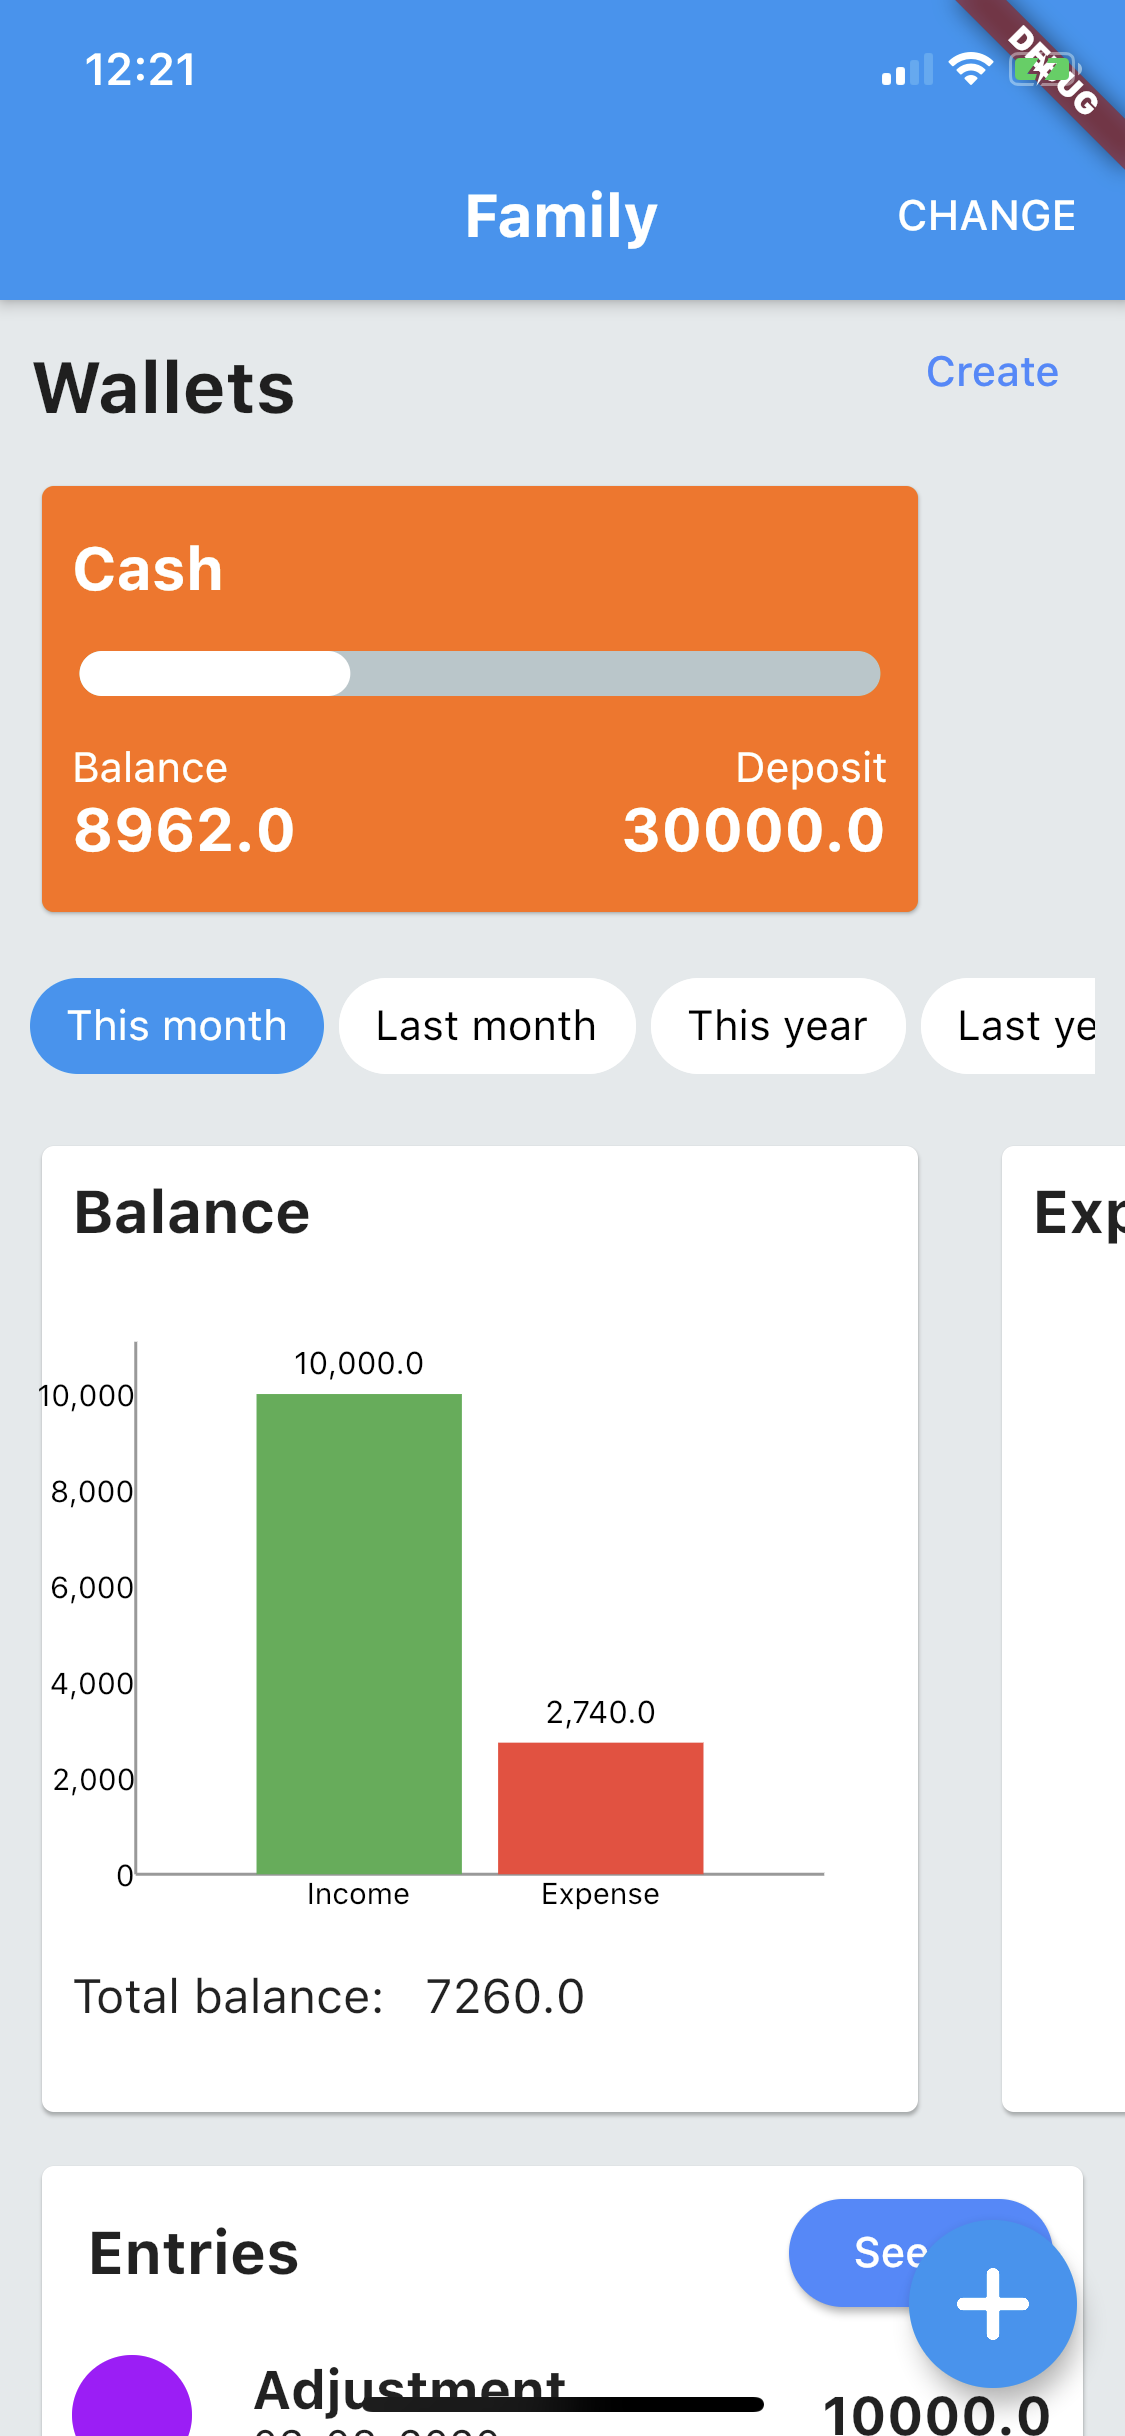 12:21
DEBUG
Family
CHANGE
Wallets
Create
Cash
Balance
Deposit
8962.0
30000.0
This month
Last month
This year
Last ye
Balance
Exp
10,000.0
10,000
8,000
6,000
4,000
2,740.0
2,000
0
Income
Expense
Total balance: 7260.0
Entries
See
Adjustment
10000.0